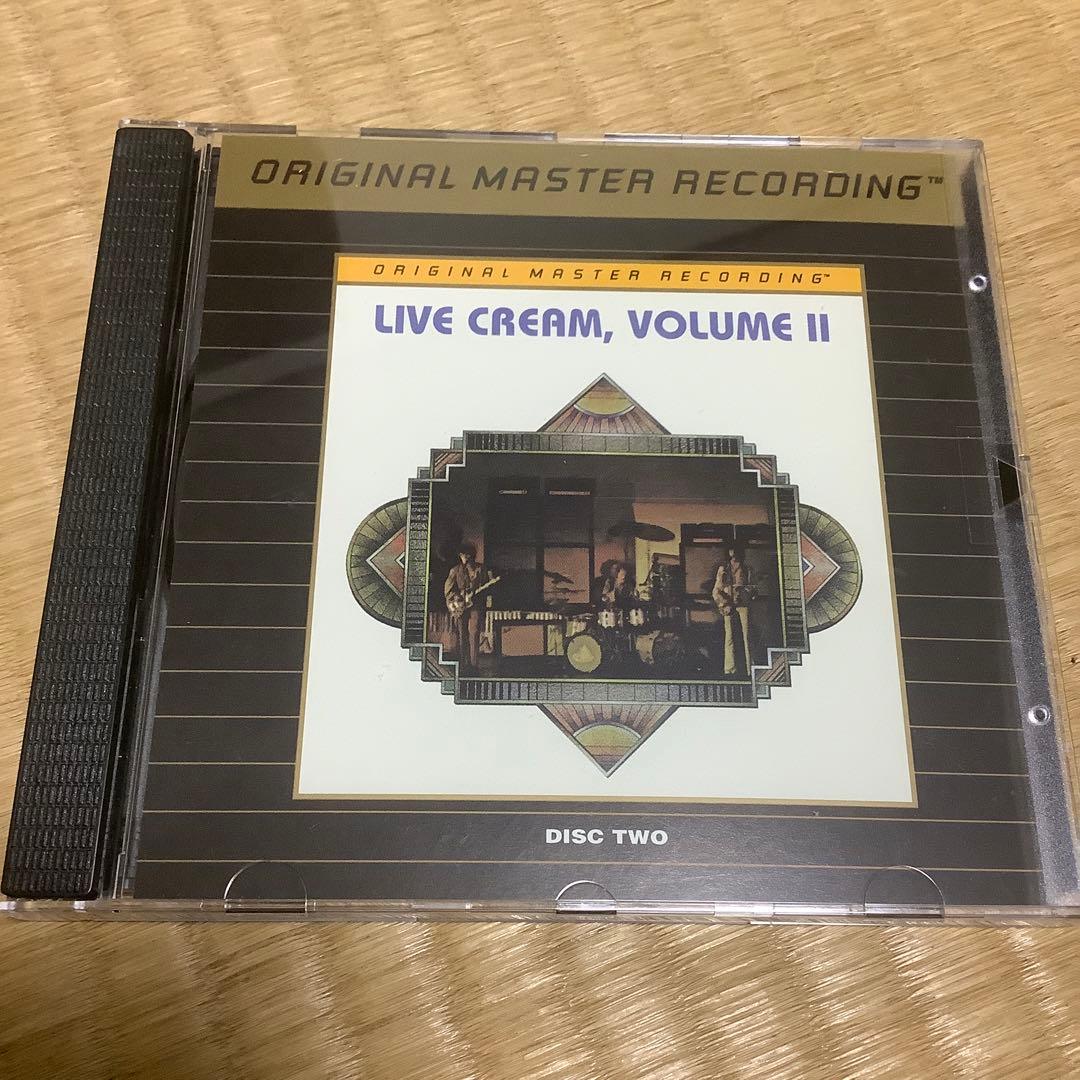 ORIGINAL MASTER RECORDING™
ORIGINAL MASTER RECORDING™
LIVE CREAM, VOLUME II
DISC TWO